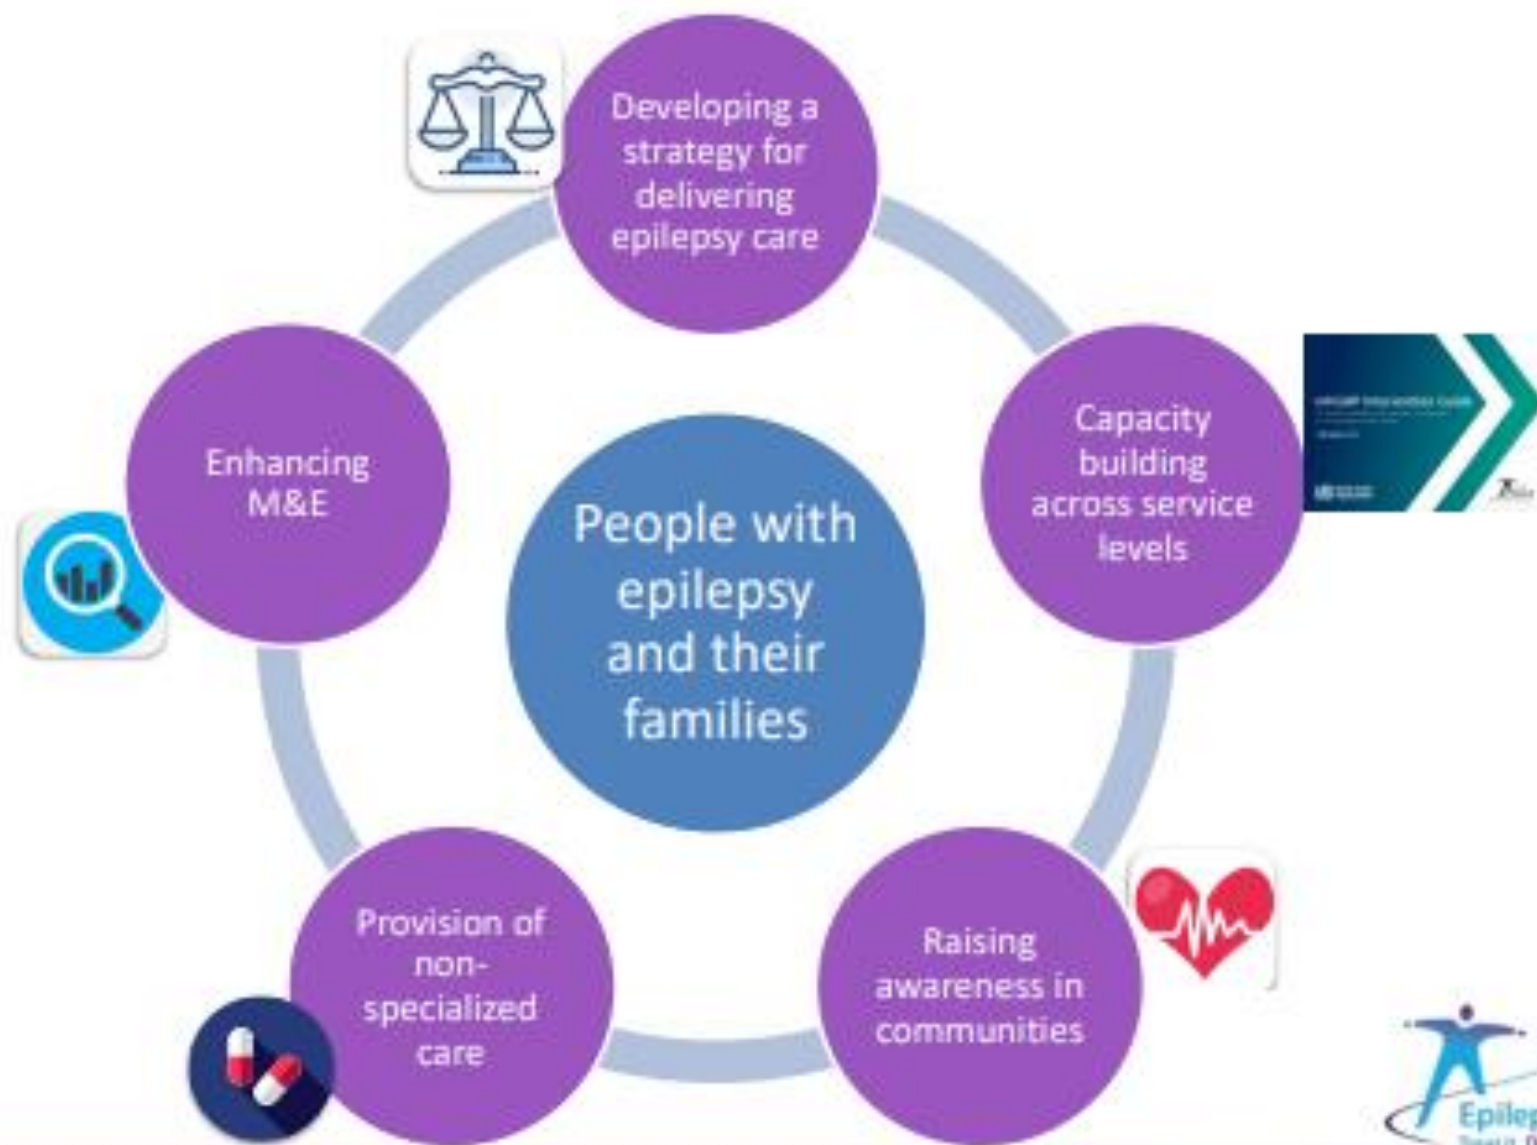 Developing a
strategy for
delivering
epilepsy care
Capacity
building
across service
levels
Enhancing
M&E
People with
epilepsy
and their
families
Provision of
non-
specialized
care
Raising
awareness in
communities